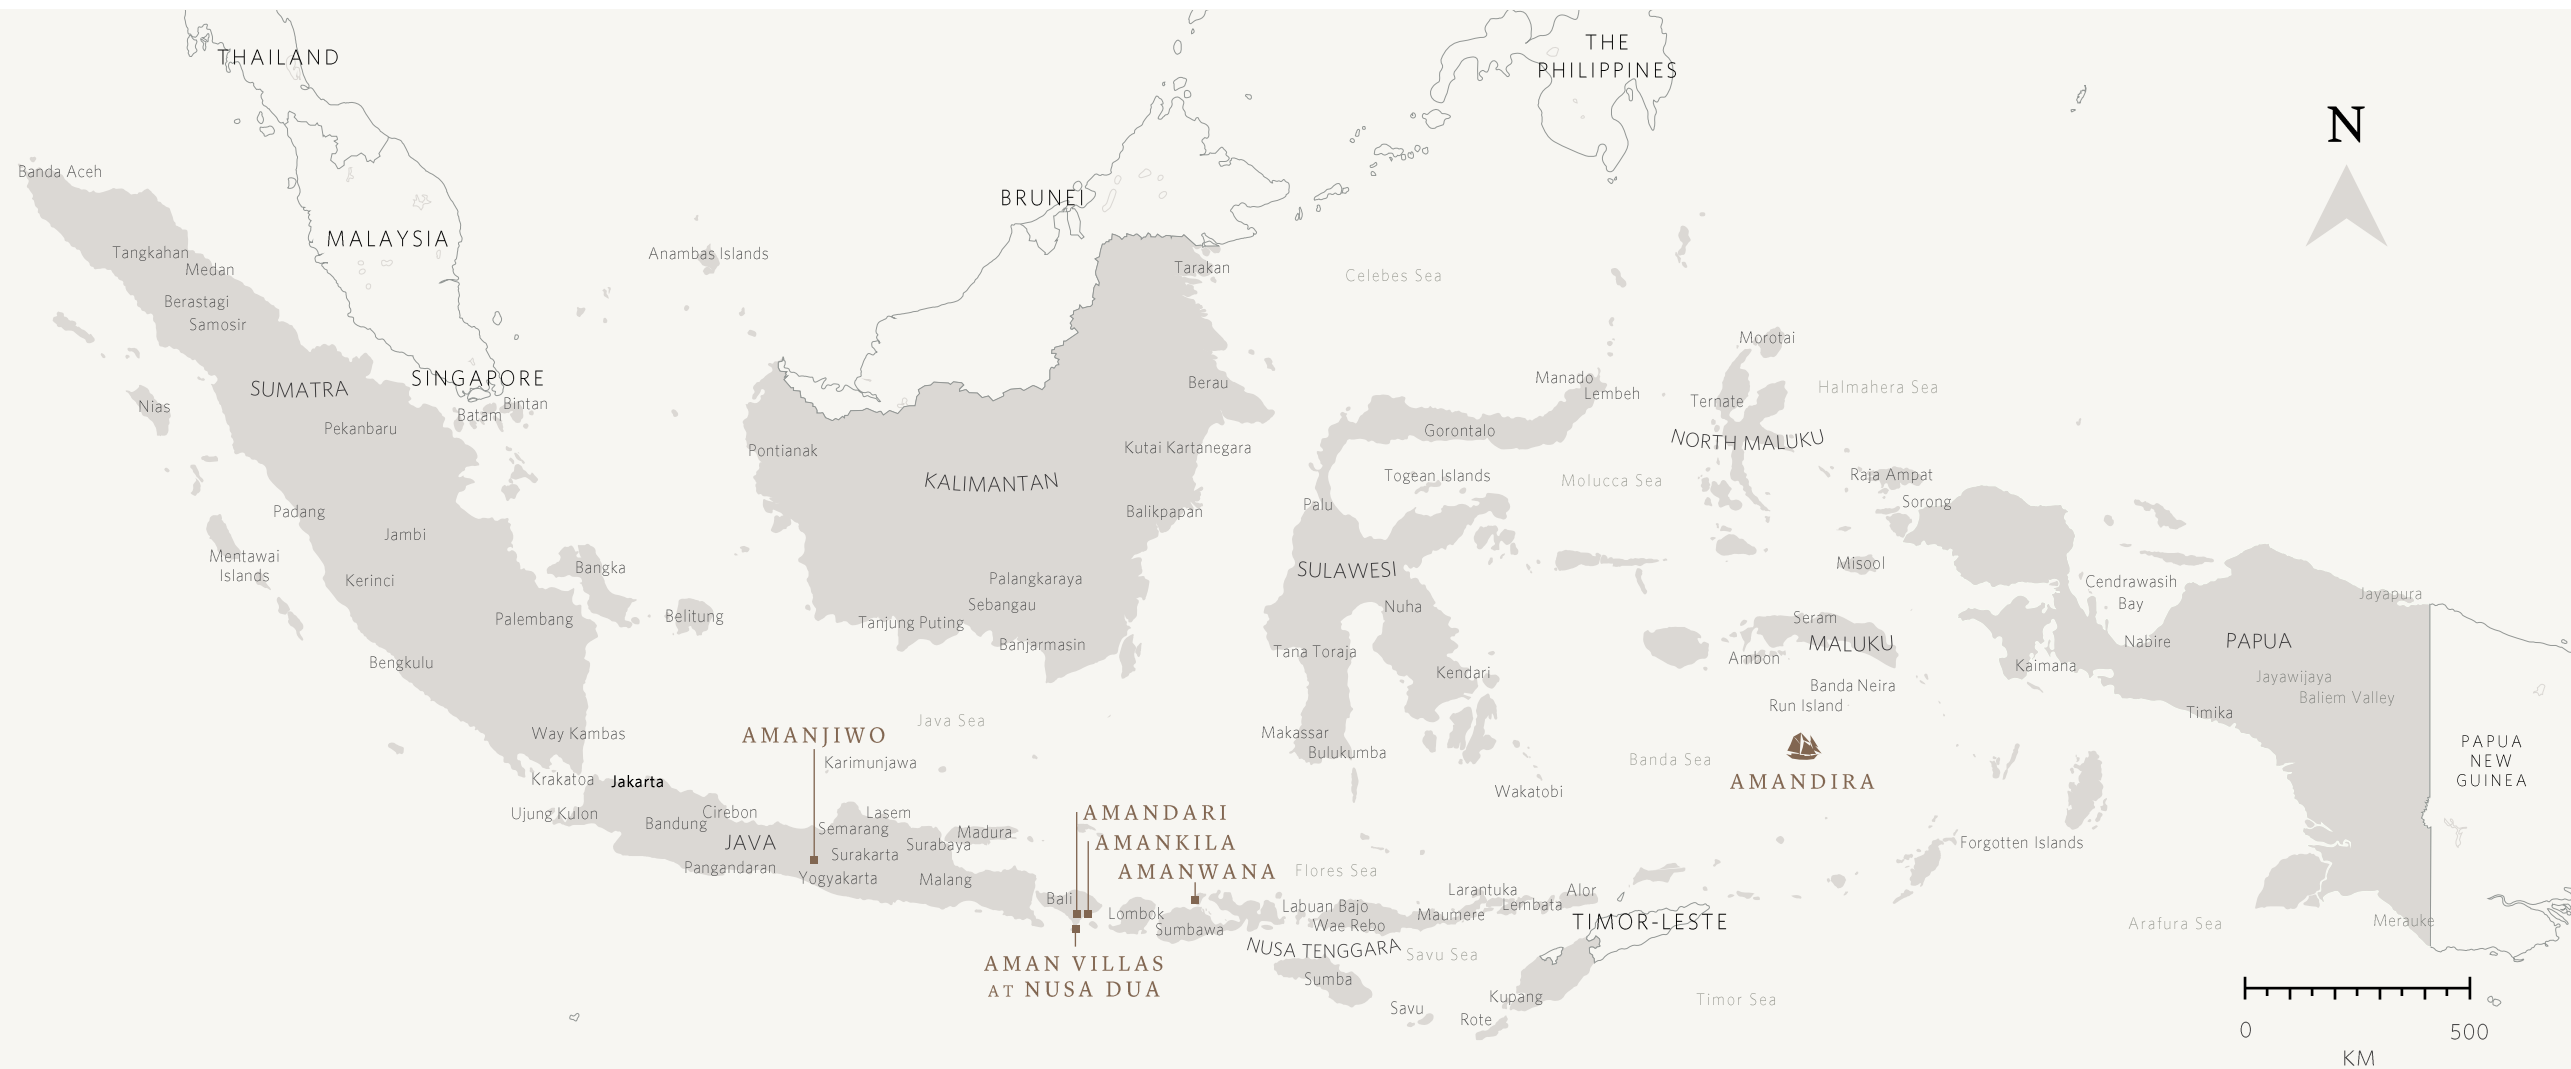 THAILAND
THE
PHILIPPINES
N
Banda Aceh
BRUNEI
MALAYSIA
Tangkahan
Medan
Anambas Islands
Tarakan
Celebes Sea
Berastagi
Samosir
Morotai
SINGAPORE
SUMATRA
Manado
Lembeh
Berau
Halmahera Sea
Ternate
Nias
Bintan
Batam
Pekanbaru
Gorontalo
NORTH MALUKU
Pontianak
Kutai Kartanegara
KALIMANTAN
Togean Islands
Molucca Sea
Raja Ampat
Sorong
Padang
Palu
Balikpapan
Jambi
Mentawai
Islands
Bangka
Kerinci
SULAWESI
Misool
Palangkaraya
Sebangau
Cendrawasih
Bay
Jayapura
Nuha
Palembang
Belitung
Tanjung Puting
Seram
Banjarmasin
MALUKU
Nabire
PAPUA
Bengkulu
Tana Toraja
Ambon
Kaimana
Kendari
Jayawijaya
Banda Neira
Baliem Valley
Run Island
Timika
Java Sea
Way Kambas
AMANJIWO
Makassar
Bulukumba
PAPUA
NEW
GUINEA
Karimunjawa
Banda Sea
AMANDIRA
Krakatoa
Jakarta
Wakatobi
Ujung Kulon
Cirebon
Lasem
AMANDARI
Bandung
Semarang
Madura
JAVA
Surabaya
AMANKILA
Forgotten Islands
Surakarta
Pangandaran
Yogyakarta
Malang
AMANWANA
Flores Sea
Larantuka
Alor
Bali
Lombok
Labuan Bajo
Lembata
Maumere
Sumbawa
Wae Rebo
TIMOR-LESTE
Arafura Sea
Merauke
NUSA TENGGARA
Savu Sea
AMAN VILLAS
AT NUSA DUA
Sumba
Kupang
Timor Sea
Savu
Rote
0
500
KM